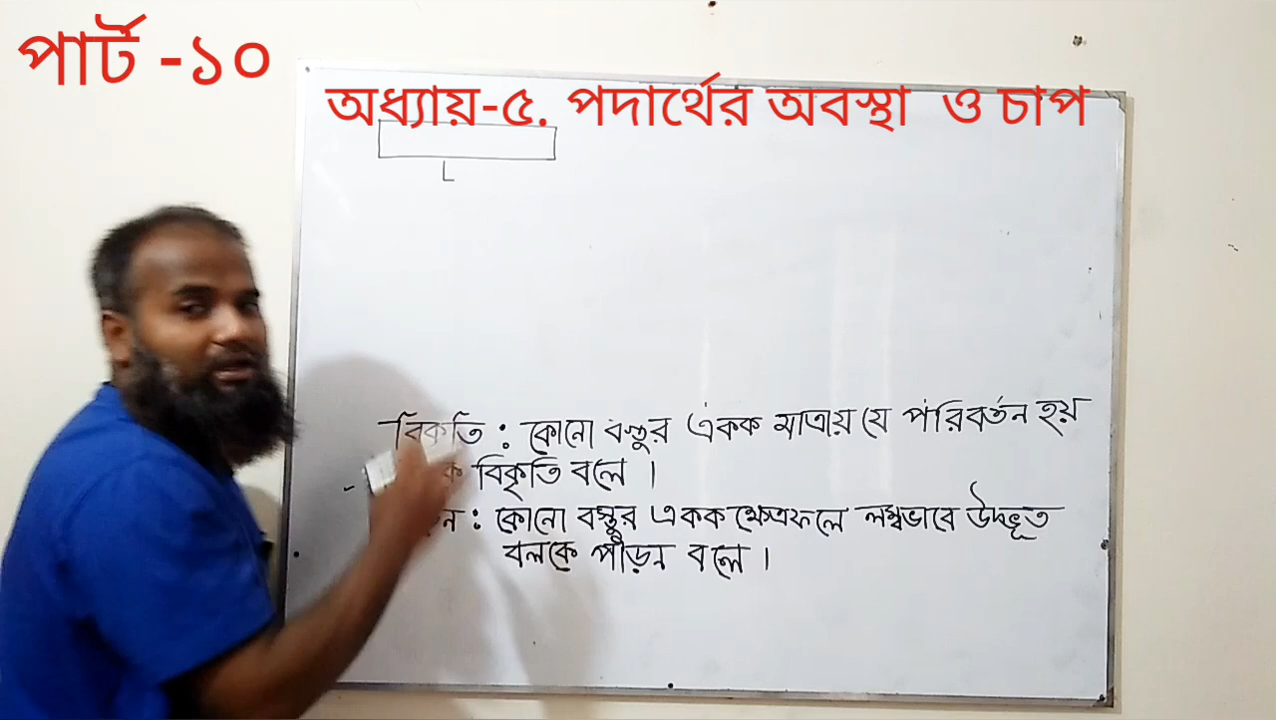 পার্ট -১০
অধ্যায়-৫. পদার্থের অবস্থা ও চাপ
L
বিকৃতি : কোনো বস্তুর একক মাত্রায় যে পরিবর্তন হয়
ক বিকৃতি বলে ।
ন : কোনো বস্তুর একক ক্ষেত্রফলে লম্বভাবে উদ্ভূত
বলকে পীড়ন বলে ।